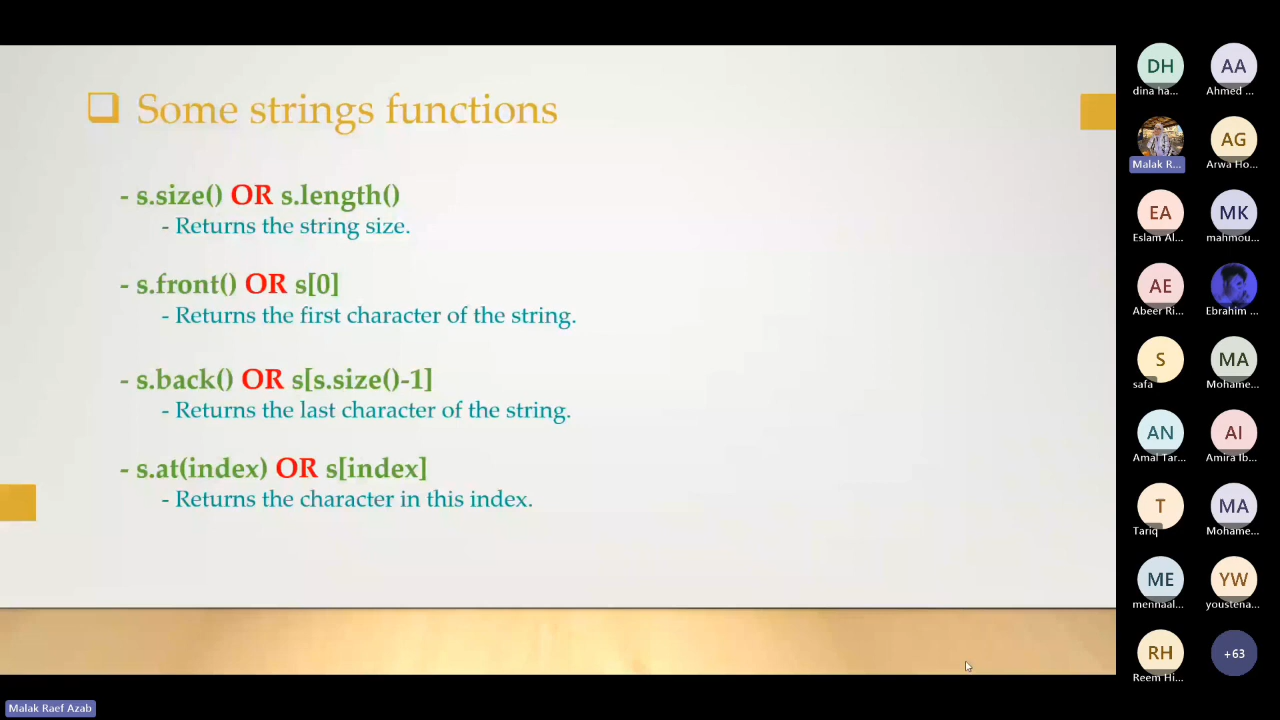 ❑ Some strings functions
- s.size() OR s.length()
- Returns the string size.
- s.front() OR s[0]
- Returns the first character of the string.
- s.back() OR s[s.size()-1]
- Returns the last character of the string.
- s.at(index) OR s[index]
- Returns the character in this index.
Malak Raef Azab
DH AA
dina ha... Ahmed ...
AG
Malak R... Arwa Ho...
EA MK
Eslam Al... mahmou...
AE
Abeer Ri... Ebrahim ...
S MA
safa Mohame...
AN AI
Amal Tar... Amira Ib...
T MA
Tariq Mohame...
ME YW
mennaal... youstena...
RH +63
Reem Hi...